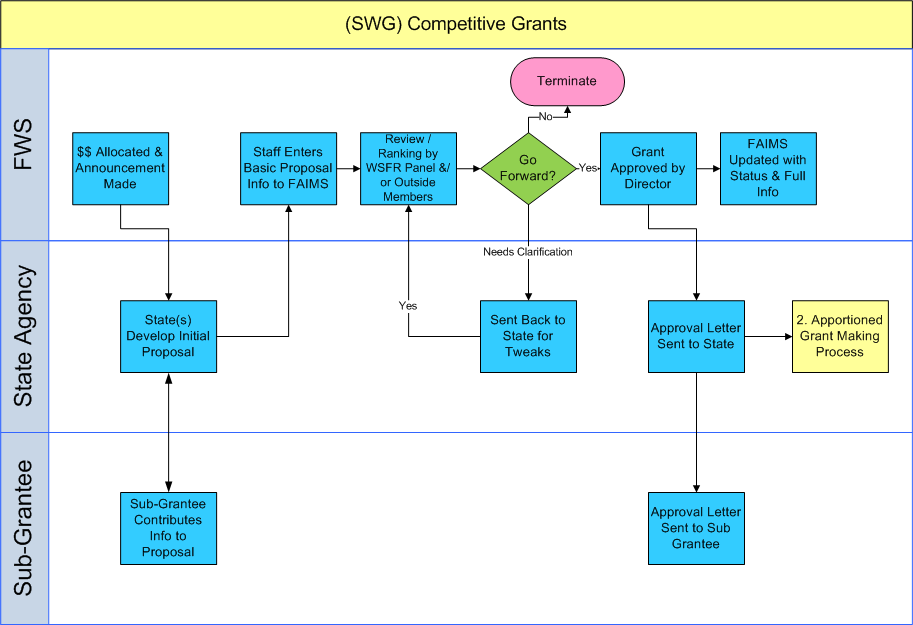 (SWG) Competitive Grants
FWS
Terminate
No
$$ Allocated &
Announcement
Made
Staff Enters
Basic Proposal
Info to FAIMS
Review /
Ranking by
WSFR Panel &/
or Outside
Members
Go
Forward?
Yes
Grant
Approved by
Director
FAIMS
Updated with
Status & Full
Info
State Agency
Needs Clarification
Yes
State(s)
Develop Initial
Proposal
Sent Back to
State for
Tweaks
Approval Letter
Sent to State
2. Apportioned
Grant Making
Process
Sub-Grantee
Sub-Grantee
Contributes
Info to
Proposal
Approval Letter
Sent to Sub
Grantee